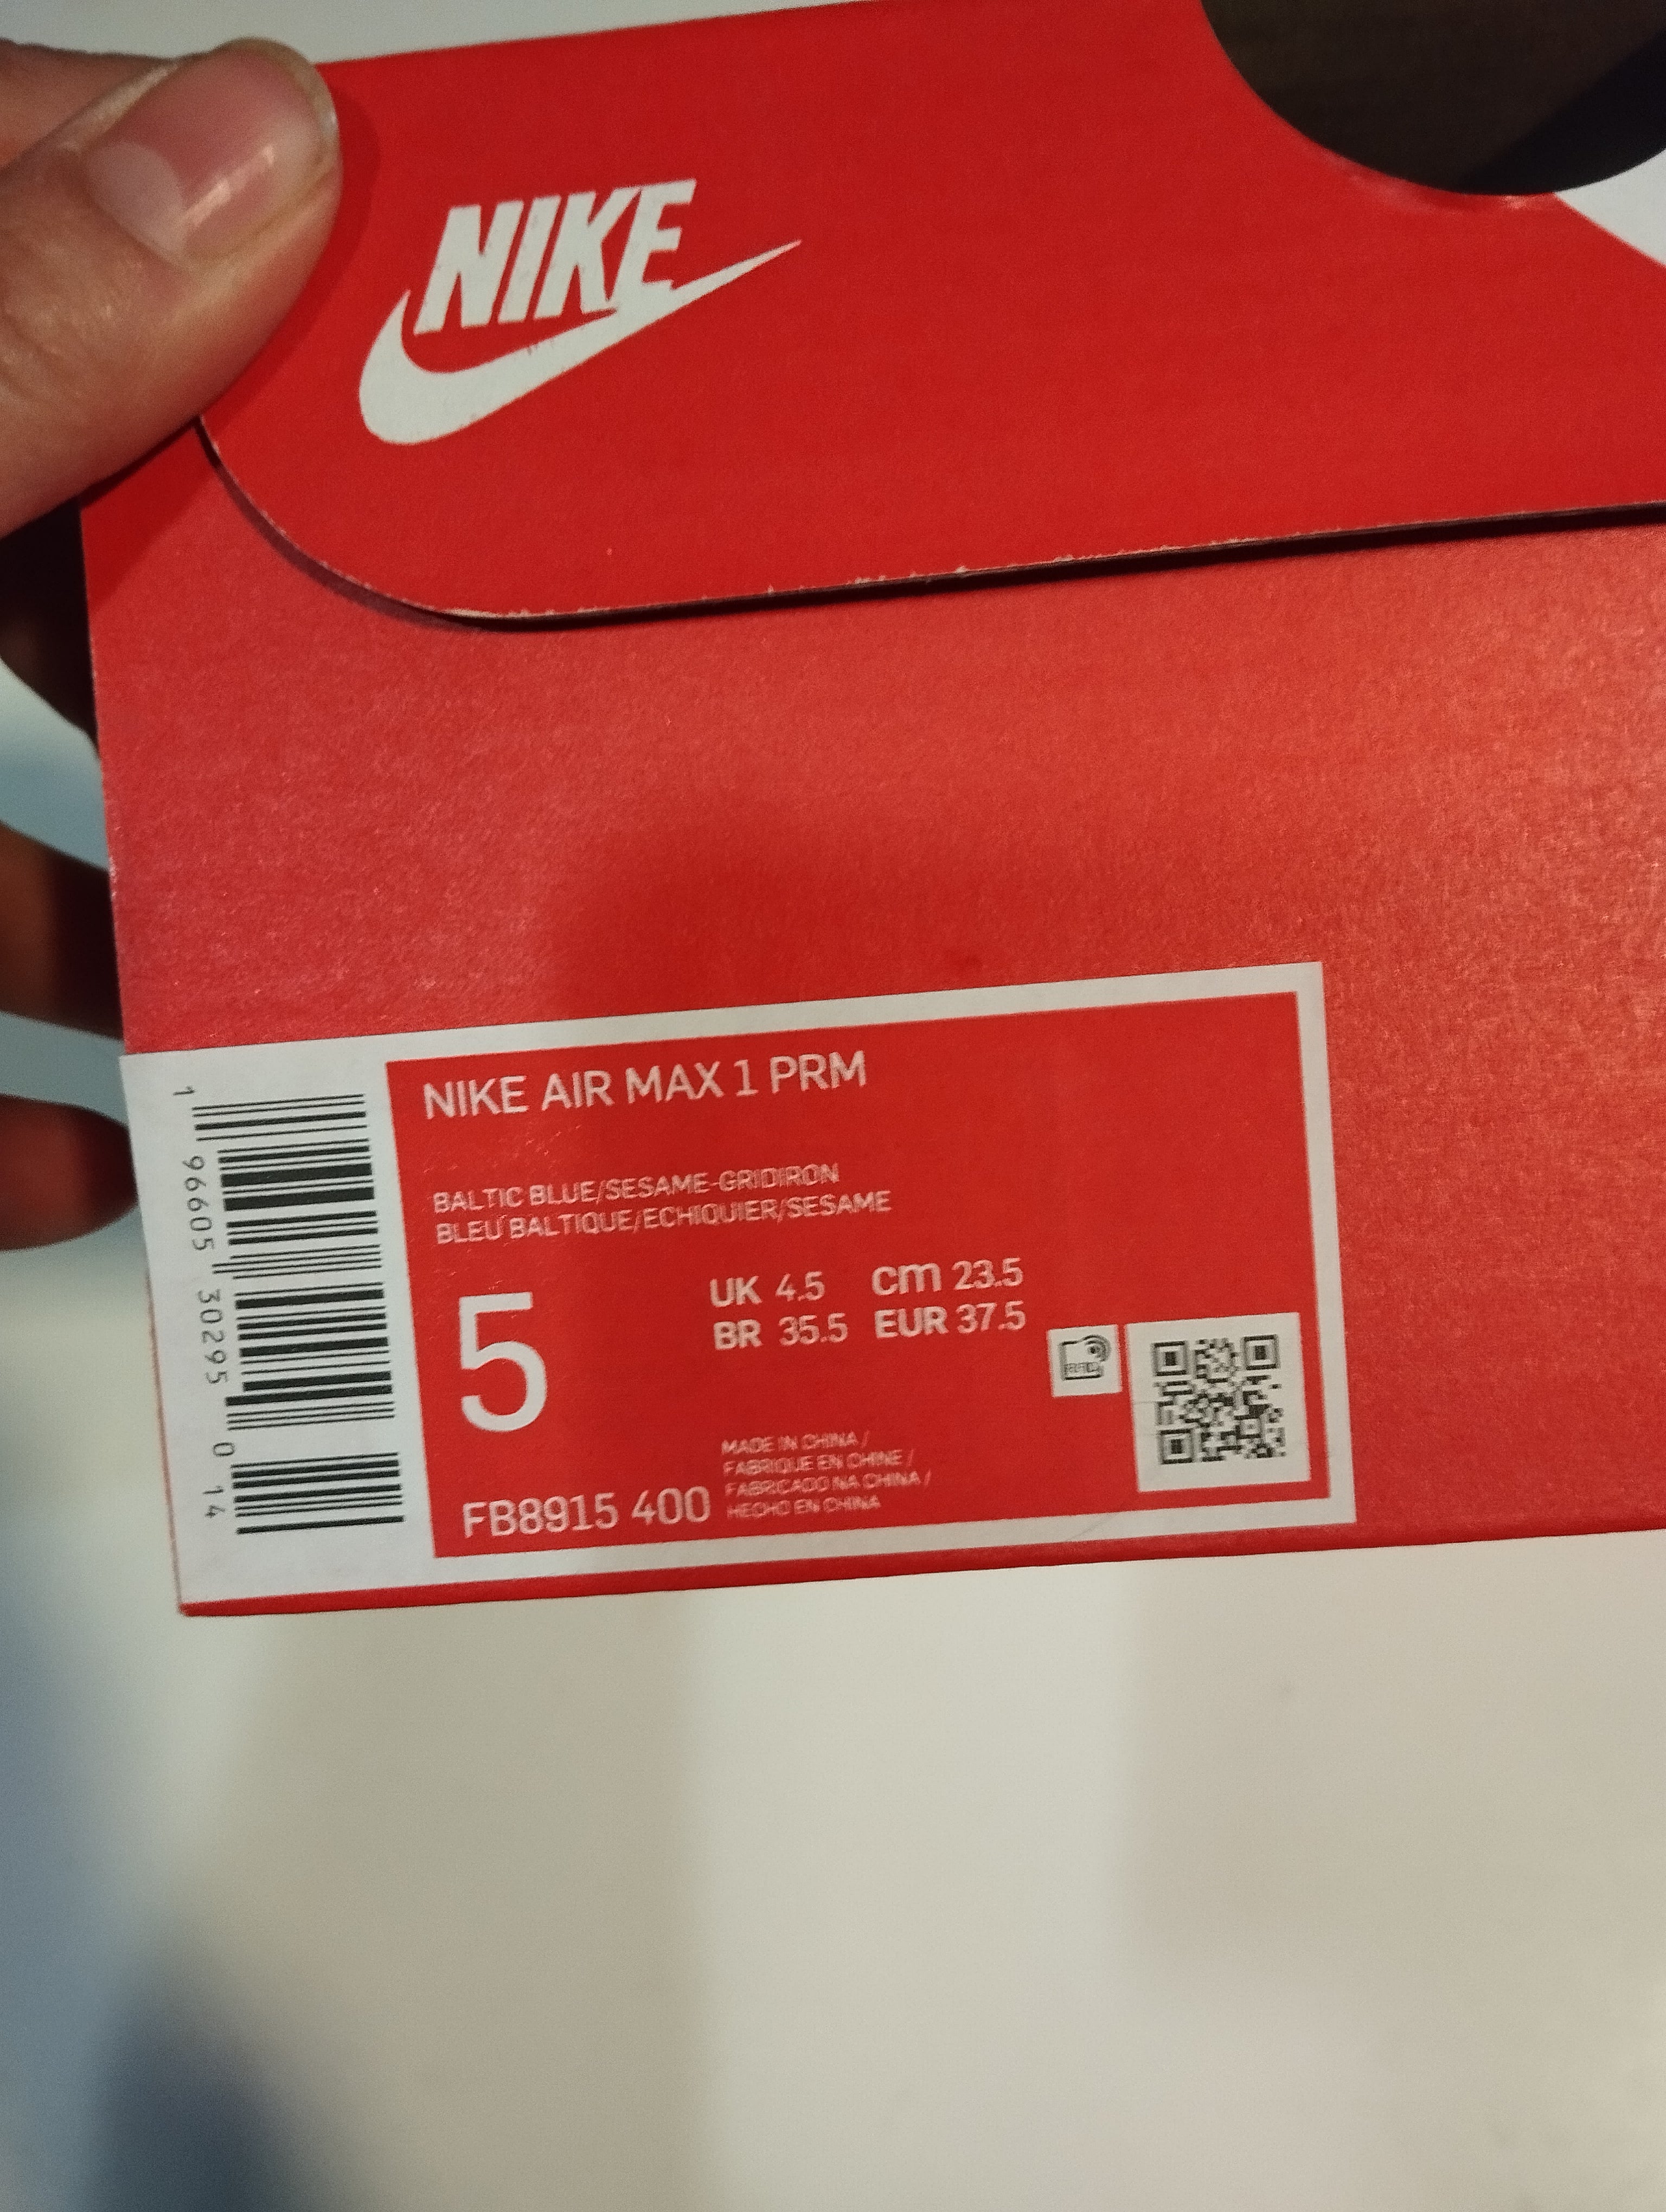 NIKE
NIKE AIR MAX 1 PRM
BALTIC BLUE/SESAME-GRIDIRON
BLEU BALTIQUE/ECHIQUIER/SESAME
5
UK 4.5 cm 23.5
BR 35.5 EUR 37.5
MADE IN CHINA /
FABRIQUE EN CHINE /
FABRICADO NA CHINA /
HECHO EN CHINA
FB8915 400
1 96605 30295 0 14